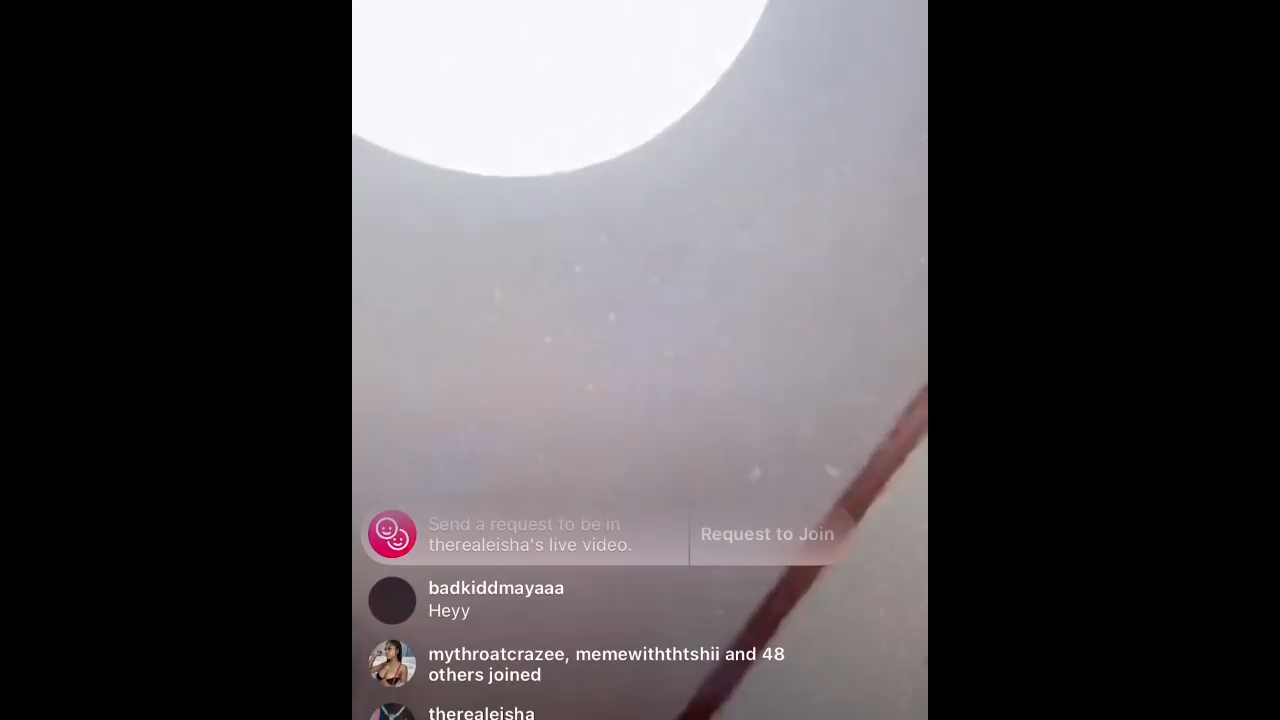 Send a request to be in
therealeisha's live video.
Request to Join
badkiddmayaaa
Heyy
mythroatcrazee, memewiththtshii and 48
others joined
therealeisha